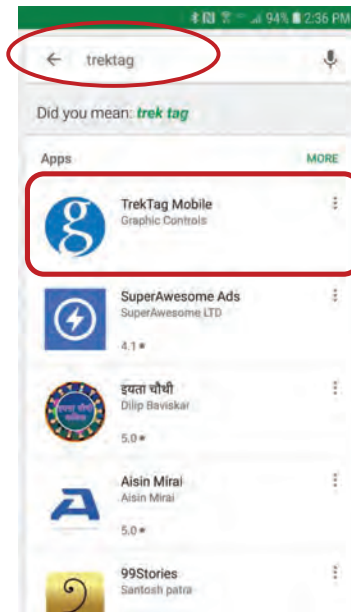 94% 2:36 PM
trektag
Did you mean: trek tag
Apps MORE
g
TrekTag Mobile
Graphic Controls
SuperAwesome Ads
SuperAwesome LTD
4.1
इयता चौथी
Dilip Baviskar
5.0
Aisin Mirai
Aisin Mirai
5.0
99Stories
Santosh patra